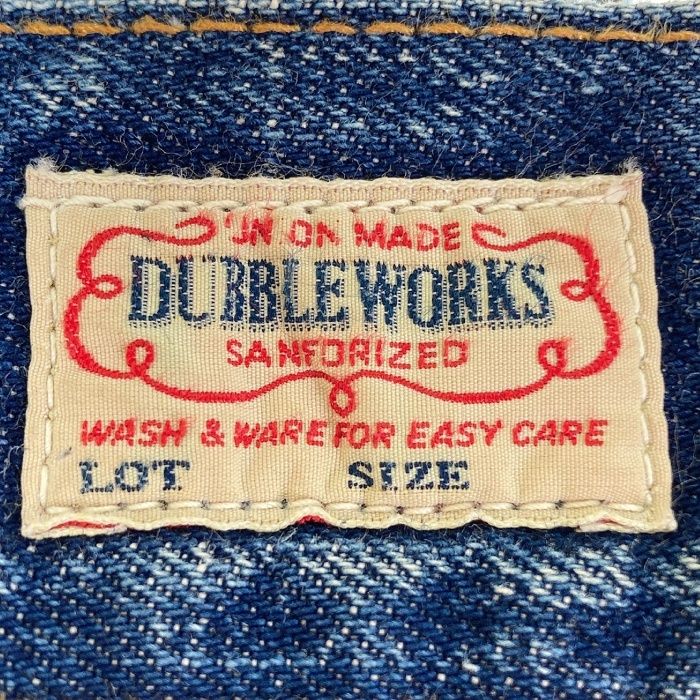 UNION MADE
DUBBLEWORKS
SANFORIZED
WASH & WARE FOR EASY CARE
LOT SIZE